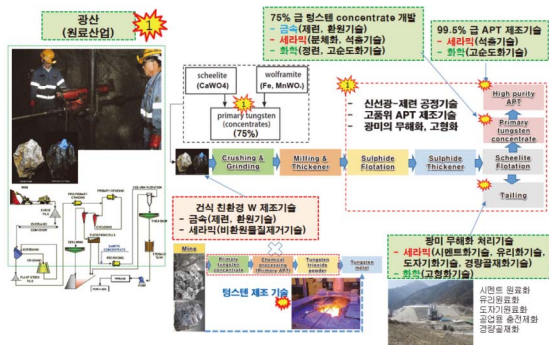 광산
(원료산업)
1
75% 급 텅스텐 concentrate 개발
- 금속(제련, 환원기술)
- 세라믹(분체화, 석출기술)
- 화학(정련, 고순도화기술)
99.5% 급 APT 제조기술
- 세라믹(석출기술)
- 화학(고순도화기술)
scheelite
(CaWO4)
wolframite
(Fe, MnWO₄)
1
primary tungsten
(concentrates)
(75%)
1
- 신선광-제련 공정기술
- 고품위 APT 제조기술
- 광미의 무해화, 고형화
High purity
APT
Primary
tungsten
concentrate
Crushing &
Grinding
Milling &
Thickener
Sulphide
Flotation
Sulphide
Thickener
Scheelite
Flotation
Tailing
건식 친환경 W 제조기술
- 금속(제련, 환원기술)
- 세라믹(비환원물질제거기술)
Mine
Primary
tungsten
concentrate
Chemical
processing
(Primary APT)
Tungsten
trioxide
powder
Tungsten
metal
텅스텐 제조 기술
광미 무해화 처리기술
- 세라믹(시멘트화기술, 유리화기술,
도자기화기술, 경량골재화기술)
- 화학(고형화기술)
시멘트 원료화
유리원료화
도자기원료화
공업용 충전제화
경량골재화